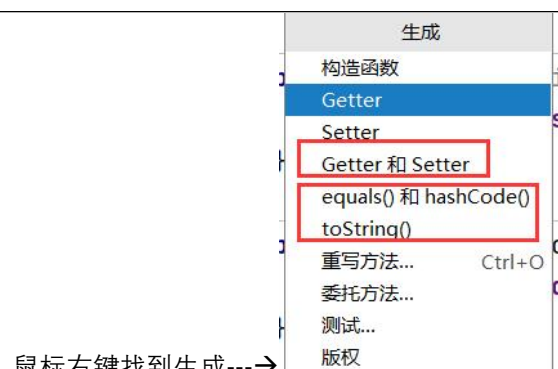 生成
构造函数
Getter
Setter
Getter 和 Setter
equals() 和 hashCode()
toString()
重写方法... Ctrl+O
委托方法...
测试...
鼠标右键找到生成---→
版权